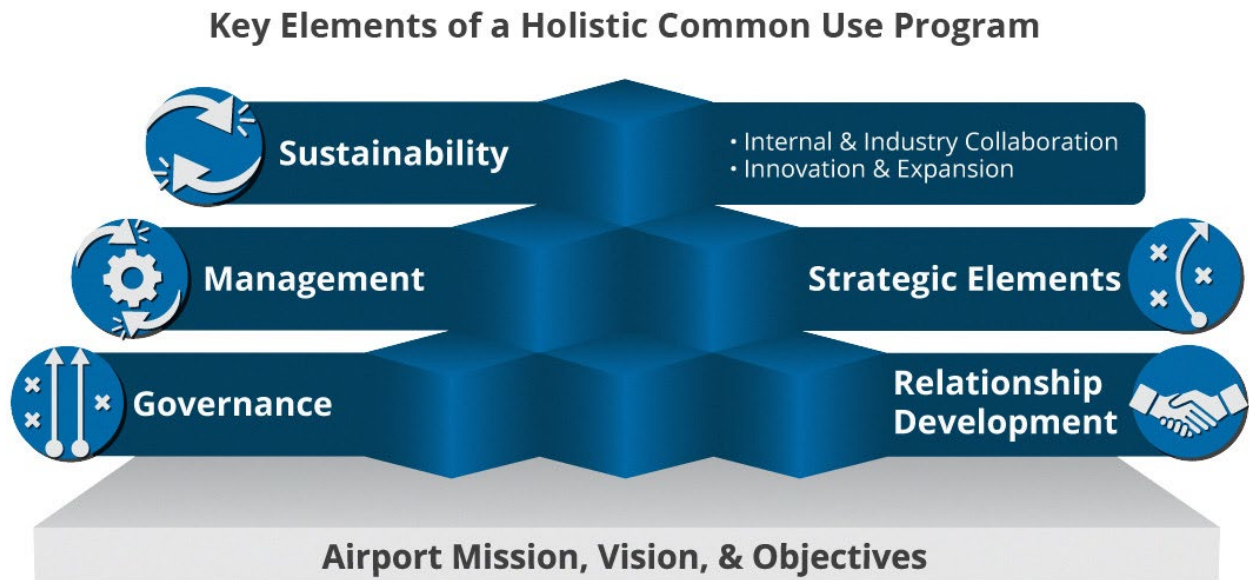 Key Elements of a Holistic Common Use Program
Sustainability
• Internal & Industry Collaboration
• Innovation & Expansion
Management
Strategic Elements
Governance
Relationship
Development
Airport Mission, Vision, & Objectives